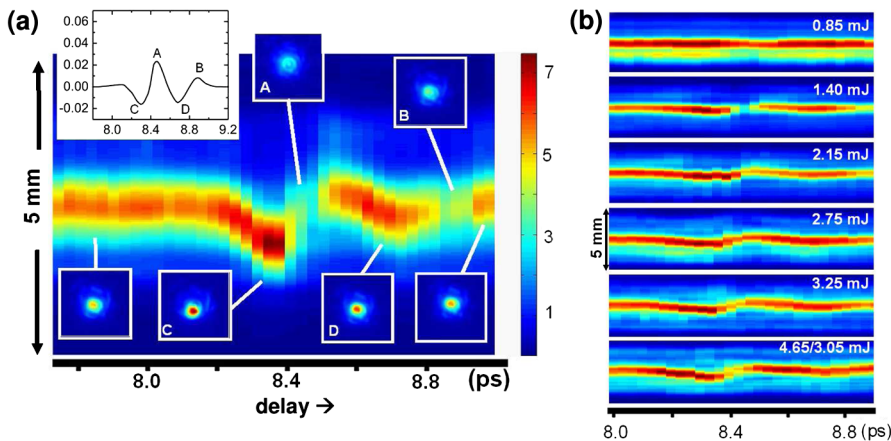 (a)
0.06
0.04
0.02
-0.00
-0.02
A
B
C
D
8.0
8.4
8.8
9.2
A
B
C
D
5 mm
7
5
3
1
8.0
8.4
8.8
(ps)
delay →
(b)
0.85 mJ
1.40 mJ
2.15 mJ
2.75 mJ
3.25 mJ
4.65/3.05 mJ
5 mm
8.0
8.4
8.8 (ps)